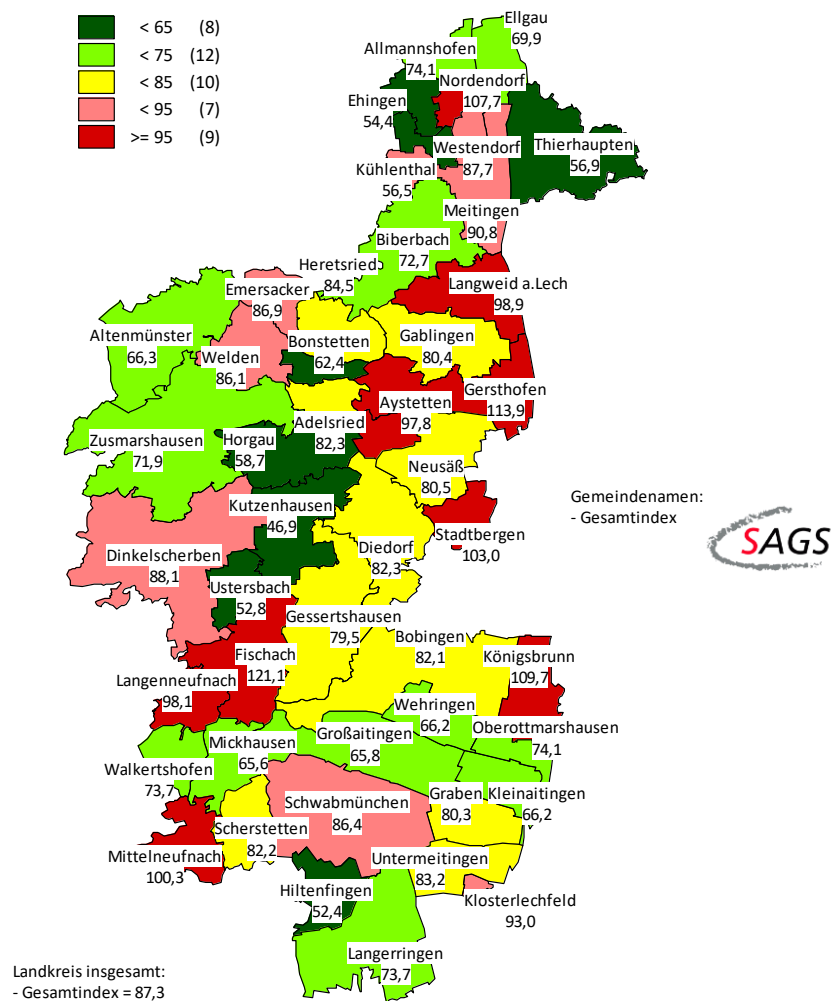 < 65 (8)
< 75 (12)
< 85 (10)
< 95 (7)
>= 95 (9)
Ellgau
69,9
Allmannshofen
74,1
Nordendorf
107,7
Ehingen
54,4
Westendorf
87,7
Thierhaupten
56,9
Kühlenthal
56,5
Meitingen
90,8
Biberbach
72,7
Heretsried
84,5
Langweid a.Lech
98,9
Emersacker
86,9
Altenmünster
66,3
Bonstetten
62,4
Gablingen
80,4
Welden
86,1
Gersthofen
113,9
Aystetten
97,8
Adelsried
82,3
Zusmarshausen
71,9
Horgau
58,7
Neusäß
80,5
Gemeindenamen:
- Gesamtindex
SAGS
Kutzenhausen
46,9
Stadtbergen
103,0
Dinkelscherben
88,1
Diedorf
82,3
Ustersbach
52,8
Gessertshausen
79,5
Bobingen
82,1
Königsbrunn
109,7
Fischach
121,1
Langenneufnach
98,1
Wehringen
66,2
Oberottmarshausen
74,1
Großaitingen
65,8
Mickhausen
65,6
Walkertshofen
73,7
Graben
80,3
Kleinaitingen
66,2
Schwabmünchen
86,4
Scherstetten
82,2
Mittelneufnach
100,3
Untermeitingen
83,2
Hiltenfingen
52,4
Klosterlechfeld
93,0
Langerringen
73,7
Landkreis insgesamt:
- Gesamtindex = 87,3